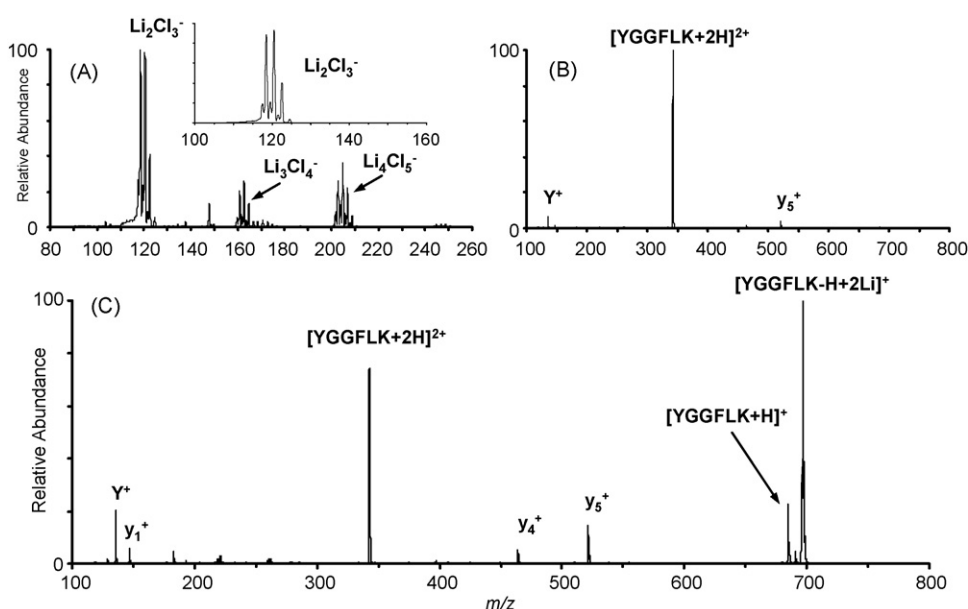 Li₂Cl₃⁻
(A)
Relative Abundance
100
0
80 100 120 140 160 180 200 220 240 260
Li₂Cl₃⁻
100 120 140 160
Li₃Cl₄⁻
Li₄Cl₅⁻
[YGGFLK+2H]²⁺
(B)
100
0
Y⁺
y₅⁺
100 200 300 400 500 600 700 800
[YGGFLK-H+2Li]⁺
(C)
Relative Abundance
100
0
[YGGFLK+2H]²⁺
[YGGFLK+H]⁺
Y⁺
y₁⁺
y₄⁺
y₅⁺
100 200 300 400 500 600 700 800
m/z